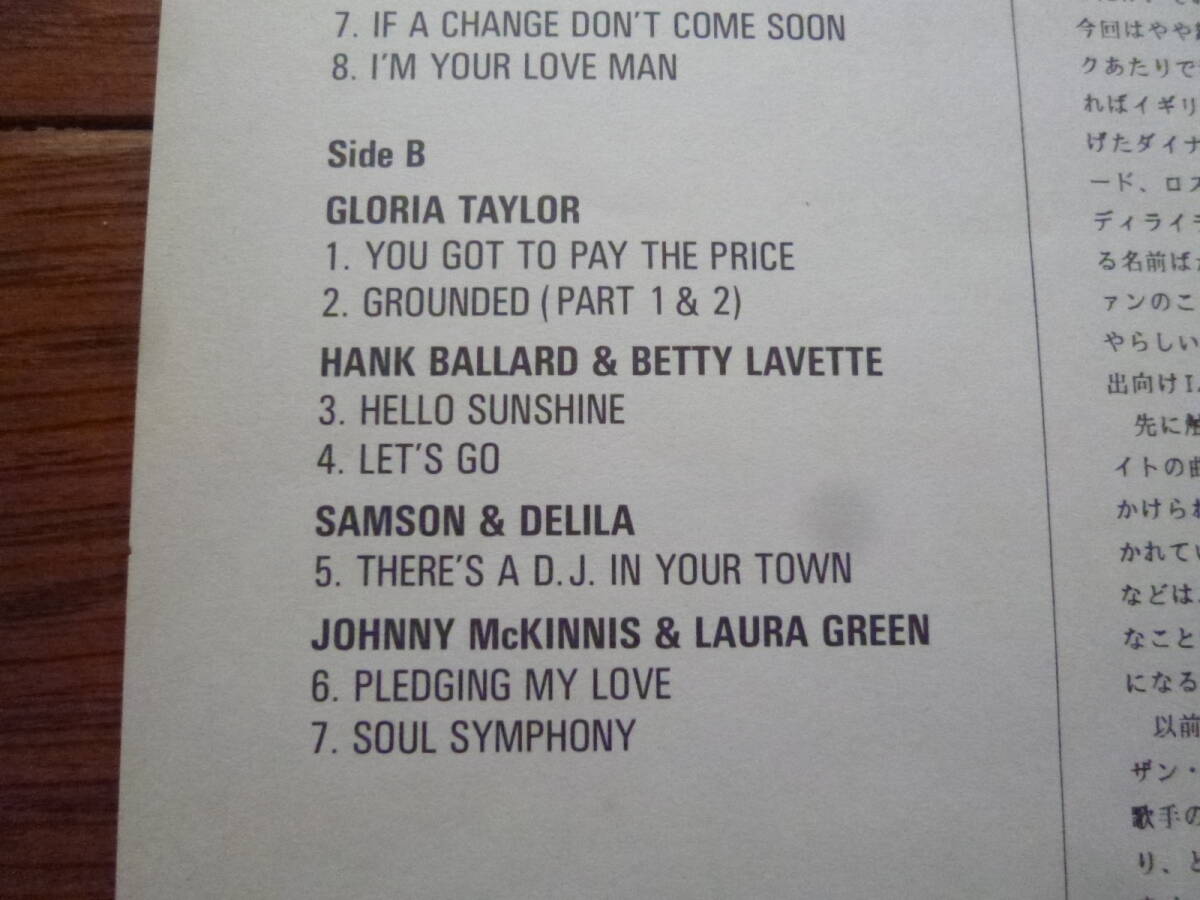 7. IF A CHANGE DON'T COME SOON
8. I'M YOUR LOVE MAN
Side B
GLORIA TAYLOR
1. YOU GOT TO PAY THE PRICE
2. GROUNDED (PART 1 & 2)
HANK BALLARD & BETTY LAVETTE
3. HELLO SUNSHINE
4. LET'S GO
SAMSON & DELILA
5. THERE'S A D.J. IN YOUR TOWN
JOHNNY McKINNIS & LAURA GREEN
6. PLEDGING MY LOVE
7. SOUL SYMPHONY
今回はやや
クあたりで
ればイギリ
げたダイナ
ード、ロス
ディライラ
る名前ば
ァンのこ
やらしい
出向け
先に触
イトの曲
かけられ
かれてい
などは
なこと
になる
以前
ザン・
歌手の
り、と